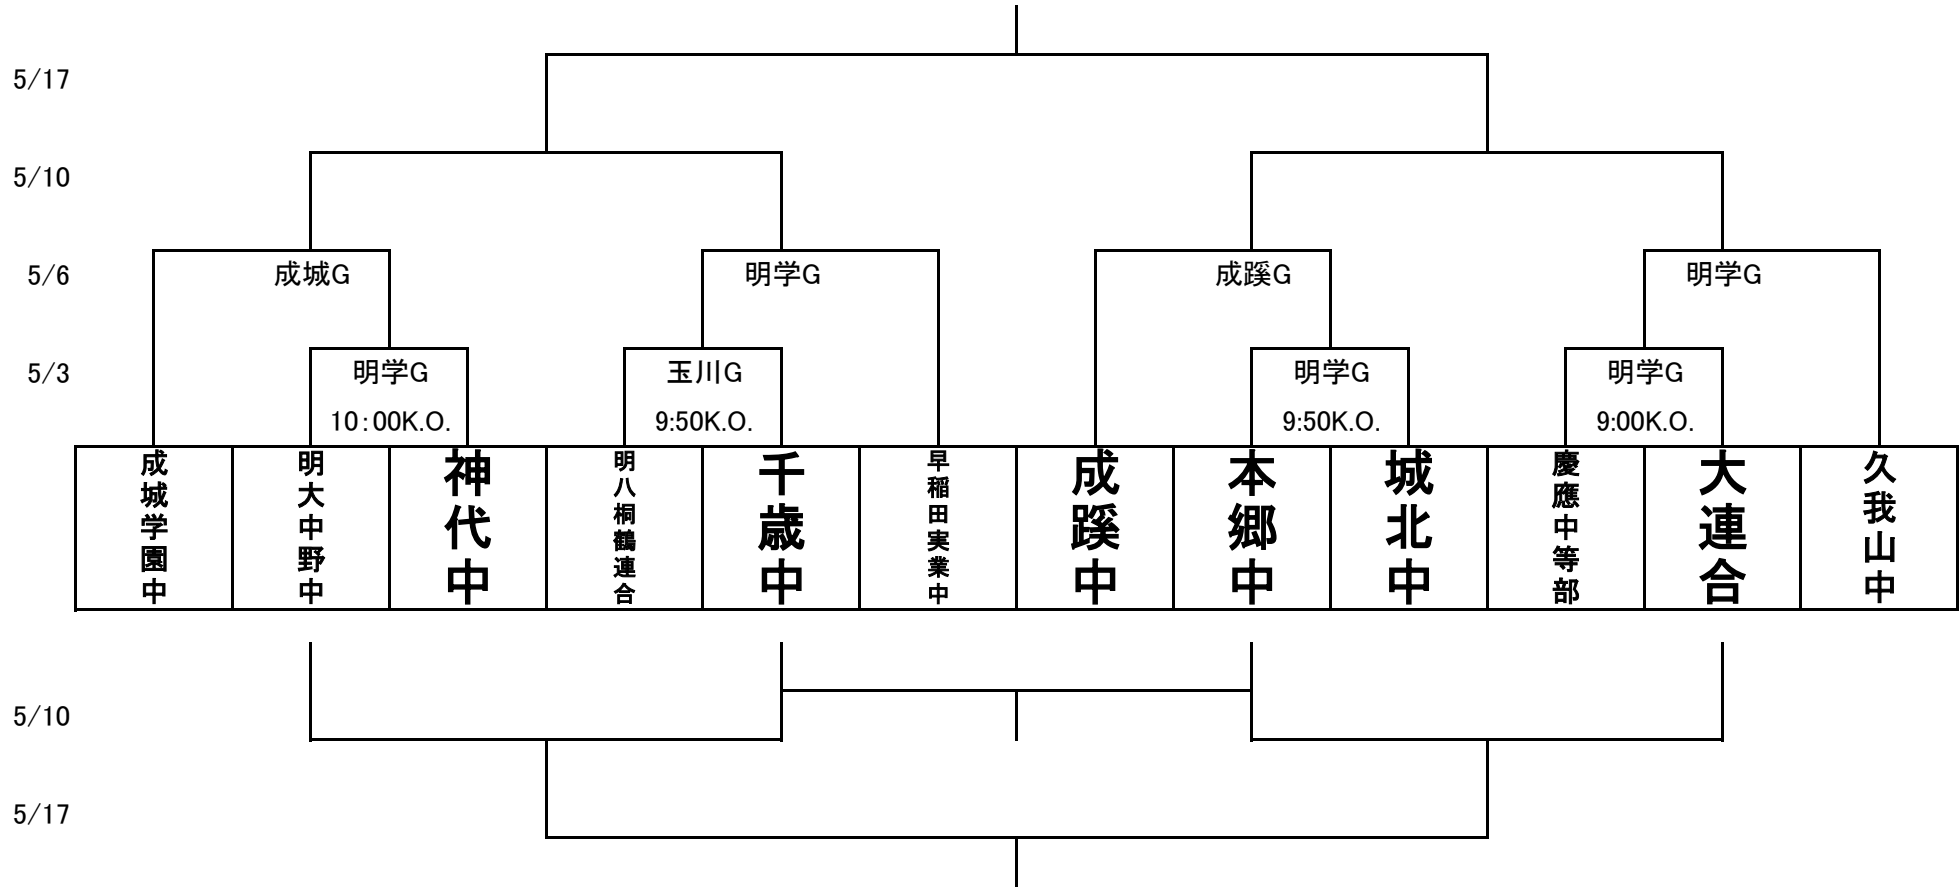 5/17
5/10
5/6
成城G
明学G
成蹊G
明学G
5/3
明学G
玉川G
明学G
明学G
10：00K.O.
9:50K.O.
9:50K.O.
9:00K.O.
成城学園中
明大中野中
神代中
明八桐鶴連合
千歳中
早稲田実業中
成蹊中
本郷中
城北中
慶應中等部
大連合
久我山中
5/10
5/17